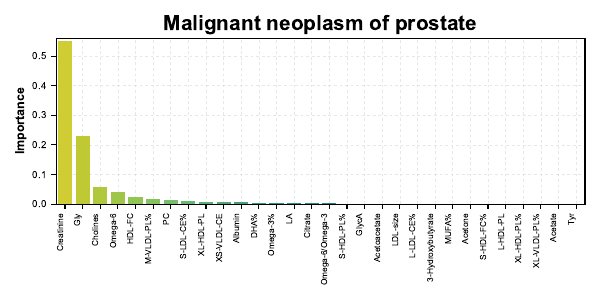 Malignant neoplasm of prostate
Importance
0.5
0.4
0.3
0.2
0.1
0.0
Creatinine
Gly
Cholines
Omega-6
HDL-FC
M-VLDL-PL%
PC
S-LDL-CE%
XL-HDL-PL
XS-VLDL-CE
Albumin
DHA%
Omega-3%
LA
Citrate
Omega-6/Omega-3
S-HDL-PL%
GlycA
Acetoacetate
LDL-size
L-LDL-CE%
3-Hydroxybutyrate
MUFA%
Acetone
S-HDL-FC%
L-HDL-PL
XL-HDL-PL%
XL-VLDL-PL%
Acetate
Tyr